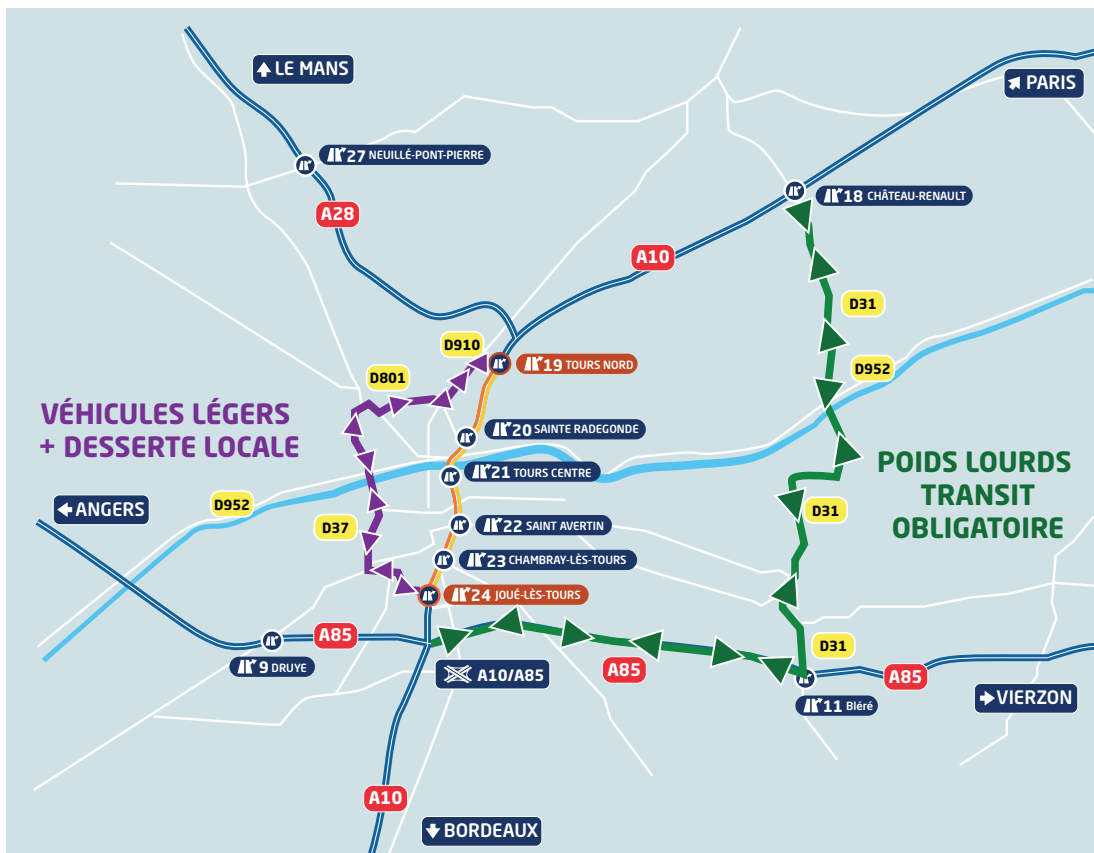 LE MANS
PARIS
27 NEUILLÉ-PONT-PIERRE
18 CHÂTEAU-RENAULT
A28
A10
D31
D910
19 TOURS NORD
D952
D801
VÉHICULES LÉGERS
+ DESSERTE LOCALE
20 SAINTE RADEGONDE
21 TOURS CENTRE
POIDS LOURDS
TRANSIT
OBLIGATOIRE
D952
ANGERS
D31
D37
22 SAINT AVERTIN
23 CHAMBRAY-LÈS-TOURS
24 JOUÉ-LÈS-TOURS
A85
D31
9 DRUYE
A10/A85
A85
A85
11 Bléré
VIERZON
A10
BORDEAUX